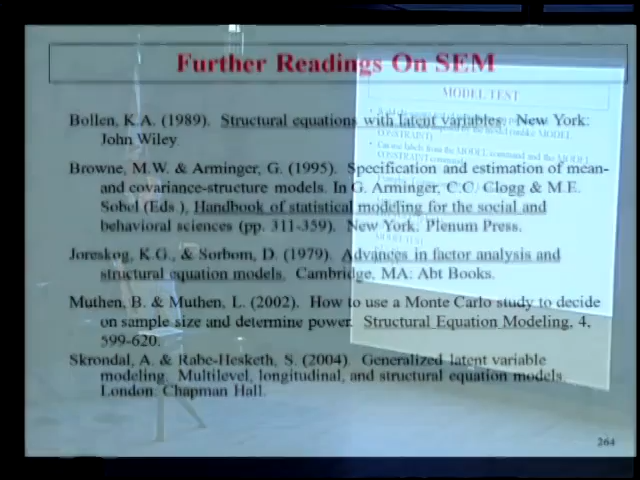 Further Readings On SEM
MODEL TEST
Bollen, K.A. (1989). Structural equations with latent variables. New York:
John Wiley
Browne, M.W. & Arminger, G. (1995). Specification and estimation of mean-
and covariance-structure models. In G. Arminger, C.C. Clogg & M.E.
Sobel (Eds.), Handbook of statistical modeling for the social and
behavioral sciences (pp. 311-359). New York: Plenum Press.
Joreskog, K.G., & Sorbom, D. (1979). Advances in factor analysis and
structural equation models. Cambridge, MA: Abt Books.
Muthen, B. & Muthen, L. (2002). How to use a Monte Carlo study to decide
on sample size and determine power. Structural Equation Modeling, 4,
599-620.
Skrondal, A. & Rabe-Hesketh, S. (2004). Generalized latent variable
modeling. Multilevel, longitudinal, and structural equation models.
London: Chapman Hall.
264